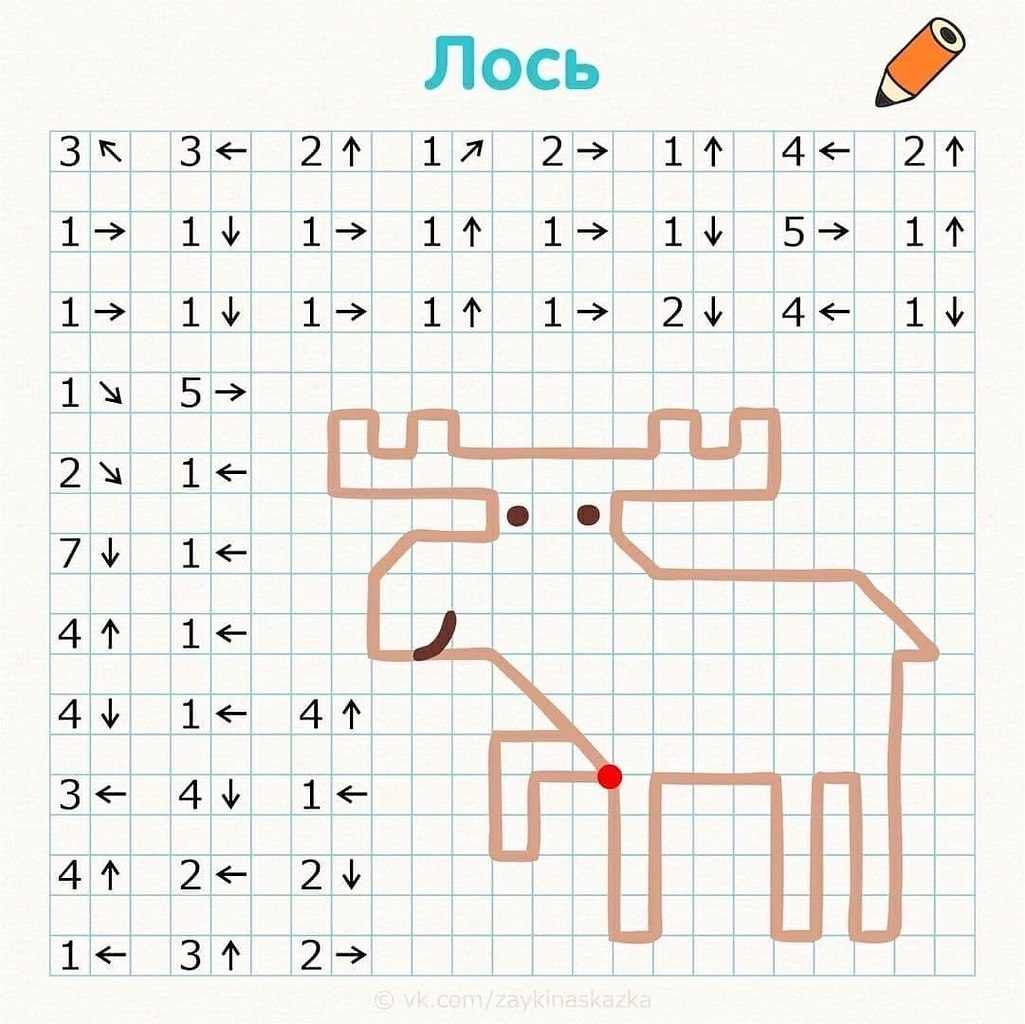 Лось
3 ↖ 3 ← 2 ↑ 1 ↗ 2 → 1 ↑ 4 ← 2 ↑
1 → 1 ↓ 1 → 1 ↑ 1 → 1 ↓ 5 → 1 ↑
1 → 1 ↓ 1 → 1 ↑ 1 → 2 ↓ 4 ← 1 ↓
1 ↘ 5 →
2 ↘ 1 ←
7 ↓ 1 ←
4 ↑ 1 ←
4 ↓ 1 ← 4 ↑
3 ← 4 ↓ 1 ←
4 ↑ 2 ← 2 ↓
1 ← 3 ↑ 2 →
© vk.com/zaykinaskazka